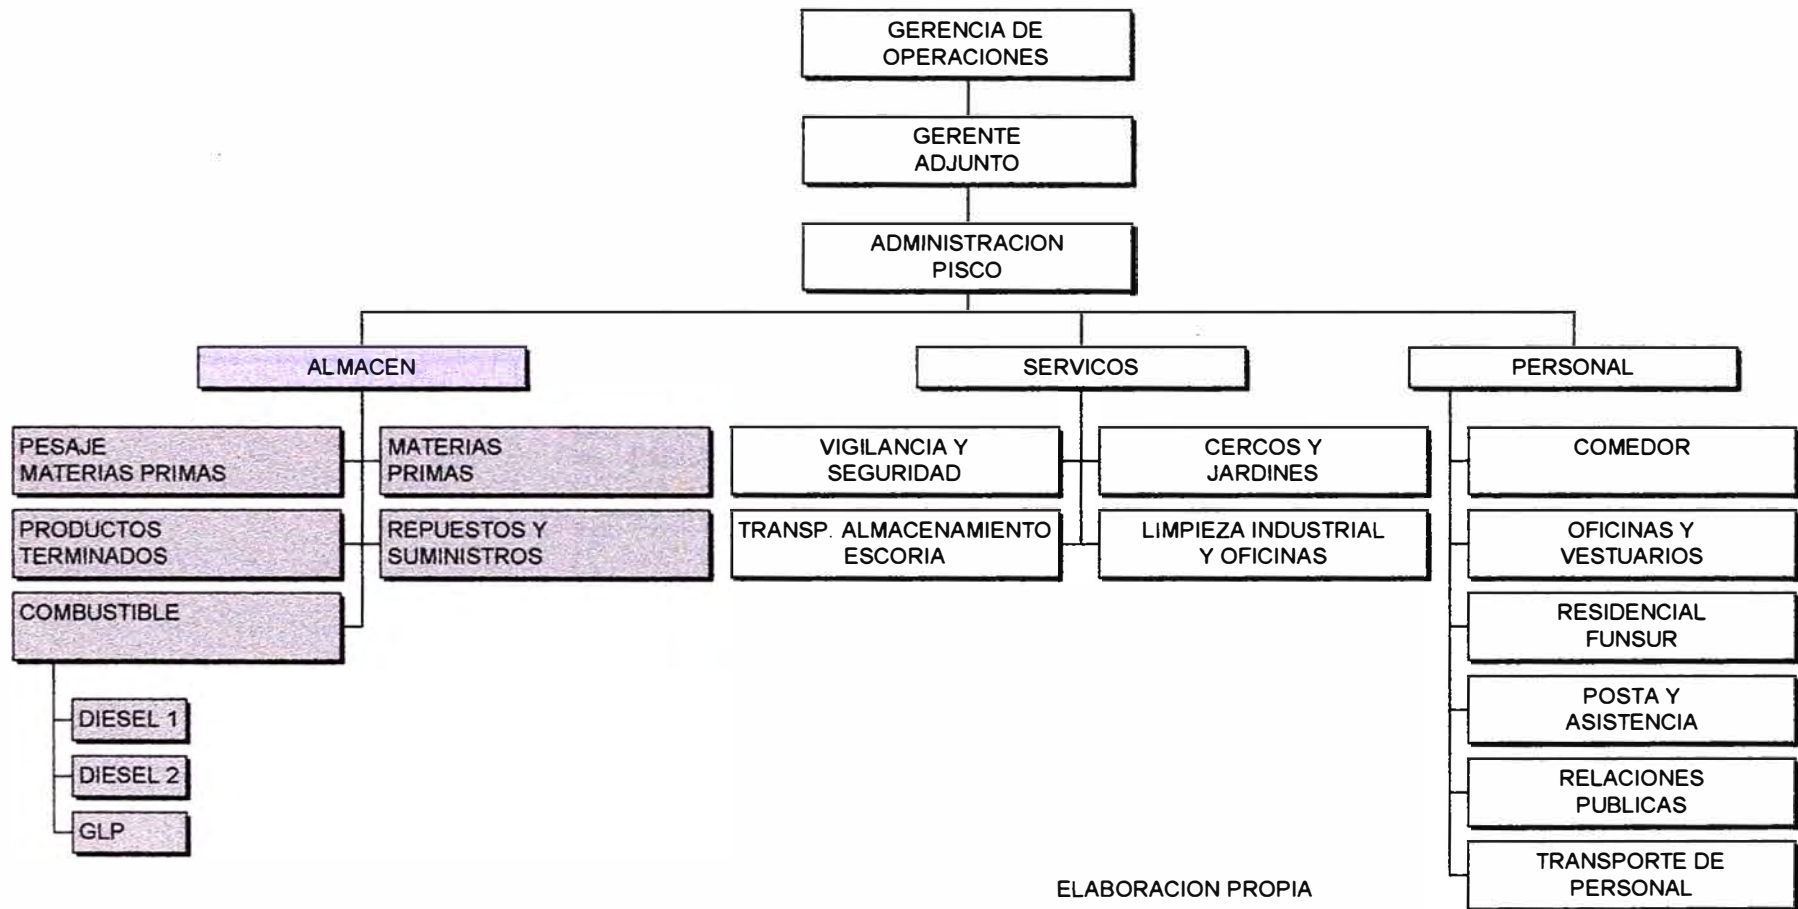 GERENCIA DE
OPERACIONES
GERENTE
ADJUNTO
ADMINISTRACION
PISCO
ALMACEN
SERVICOS
PERSONAL
PESAJE
MATERIAS PRIMAS
MATERIAS
PRIMAS
VIGILANCIA Y
SEGURIDAD
CERCOS Y
JARDINES
COMEDOR
PRODUCTOS
TERMINADOS
REPUESTOS Y
SUMINISTROS
TRANSP. ALMACENAMIENTO
ESCORIA
LIMPIEZA INDUSTRIAL
Y OFICINAS
OFICINAS Y
VESTUARIOS
COMBUSTIBLE
RESIDENCIAL
FUNSUR
DIESEL 1
POSTA Y
ASISTENCIA
DIESEL 2
RELACIONES
PUBLICAS
GLP
TRANSPORTE DE
PERSONAL
ELABORACION PROPIA